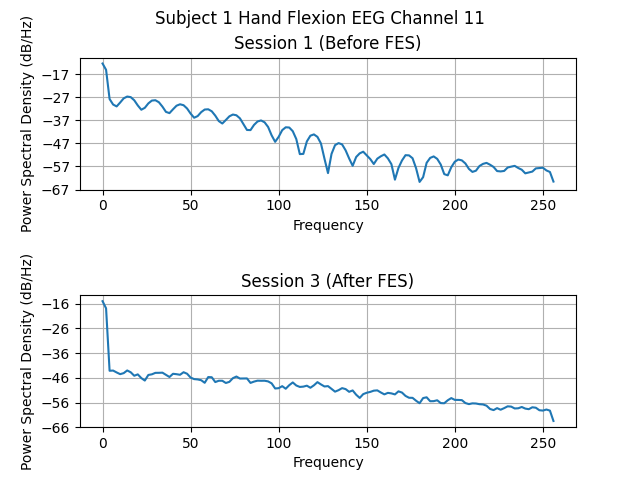 Subject 1 Hand Flexion EEG Channel 11
Session 1 (Before FES)
Power Spectral Density (dB/Hz)
−17
−27
−37
−47
−57
−67
0 50 100 150 200 250
Frequency
Session 3 (After FES)
Power Spectral Density (dB/Hz)
−16
−26
−36
−46
−56
−66
0 50 100 150 200 250
Frequency